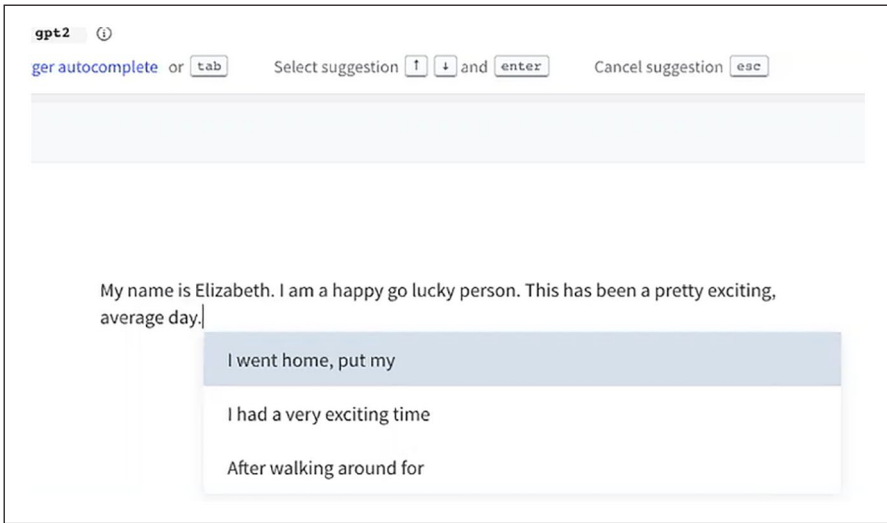 gpt2
ger autocomplete or tab Select suggestion ↑ ↓ and enter Cancel suggestion esc
My name is Elizabeth. I am a happy go lucky person. This has been a pretty exciting,
average day.
I went home, put my
I had a very exciting time
After walking around for